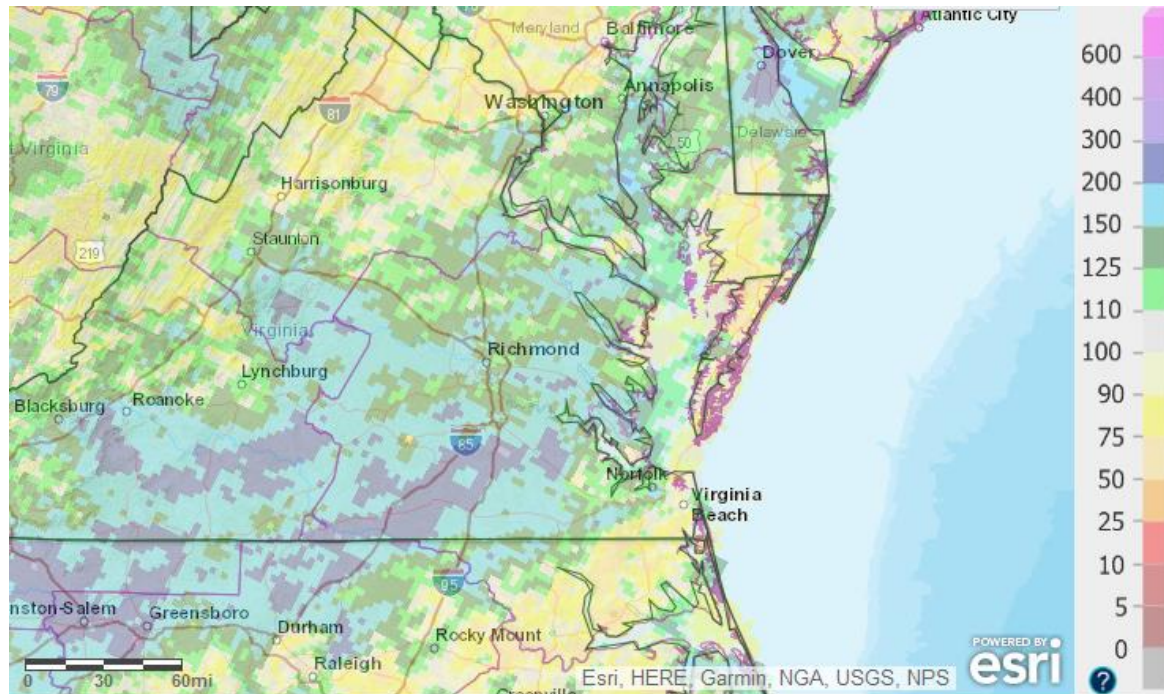 Atlantic City
Maryland
Baltimore
Dover
79
Annapolis
Washington
81
50
Delaware
Virginia
Harrisonburg
219
Staunton
Virginia
Richmond
Lynchburg
Blacksburg
Roanoke
85
Norfolk
Virginia
Beach
95
nston-Salem
Greensboro
Durham
Rocky Mount
Raleigh
Greenville
0 30 60mi
Esri, HERE, Garmin, NGA, USGS, NPS
POWERED BY
esri
600
400
300
200
150
125
110
100
90
75
50
25
10
5
0
?